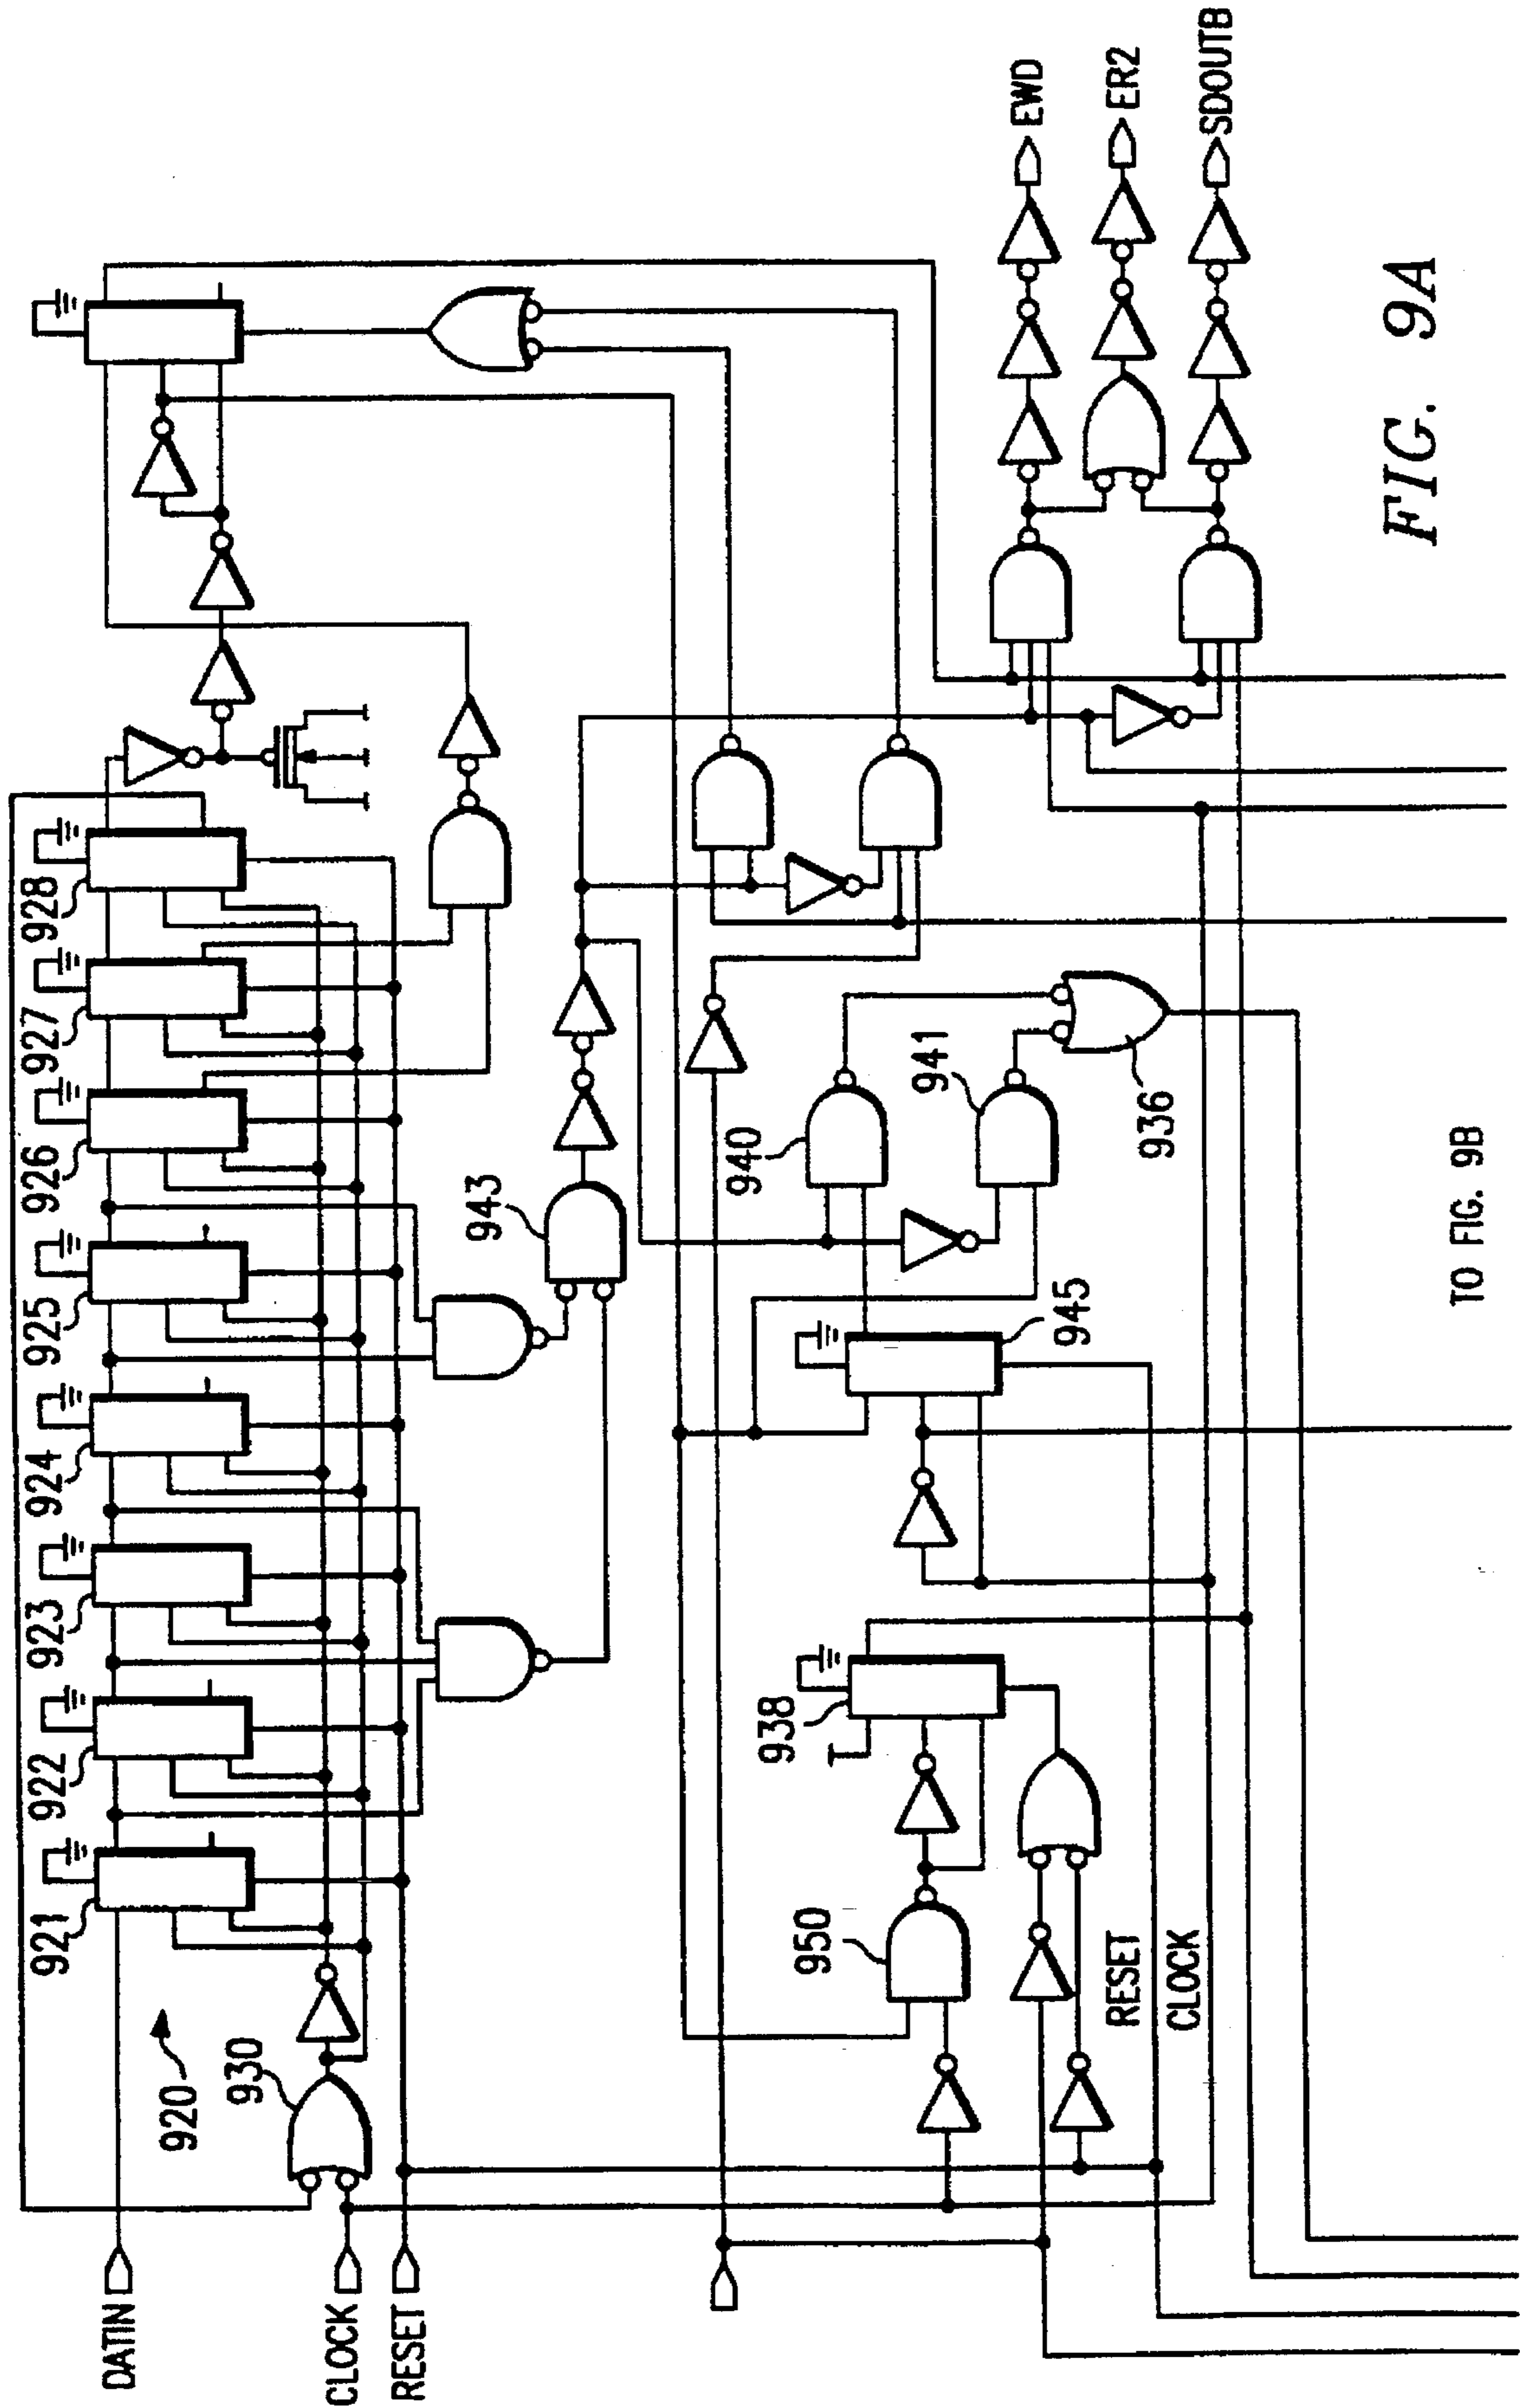 DATIN
CLOCK
RESET
920
930
921
922
923
924
925
926
927
928
943
950
938
945
940
941
936
RESET
CLOCK
EWD
ER2
SDOUTB
TO FIG. 9B
FIG. 9A